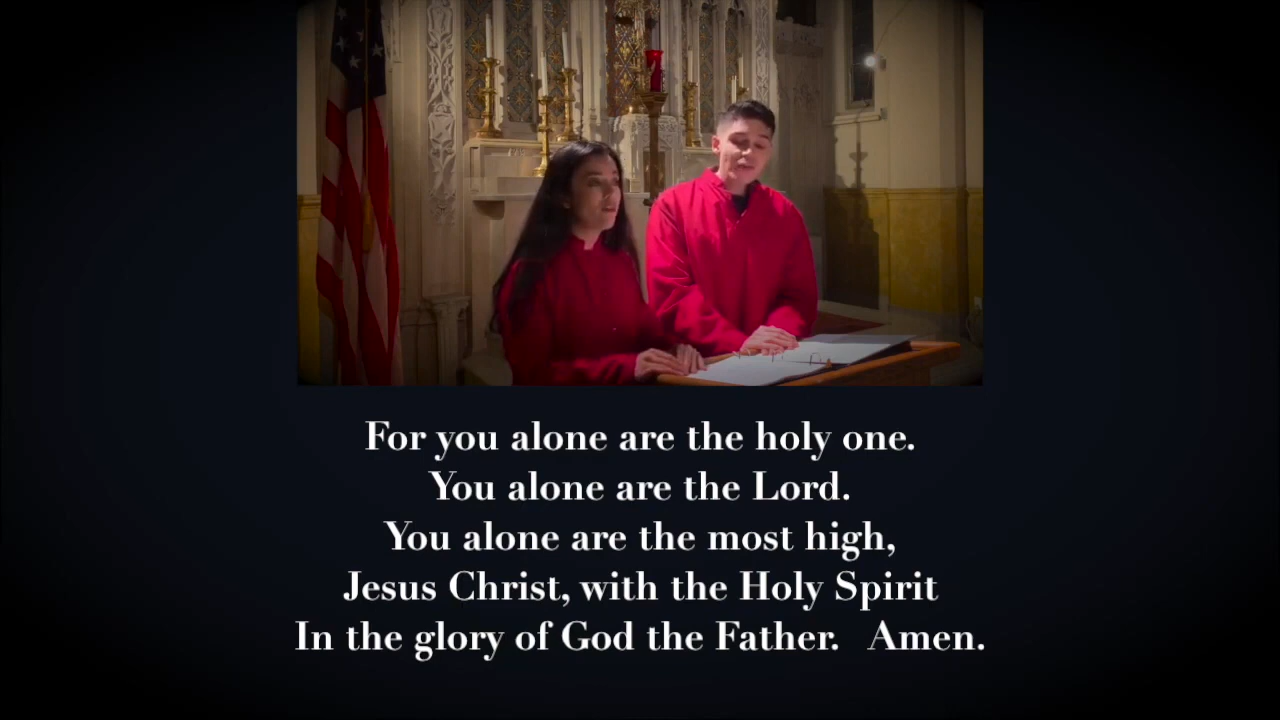 For you alone are the holy one.
You alone are the Lord.
You alone are the most high,
Jesus Christ, with the Holy Spirit
In the glory of God the Father.   Amen.